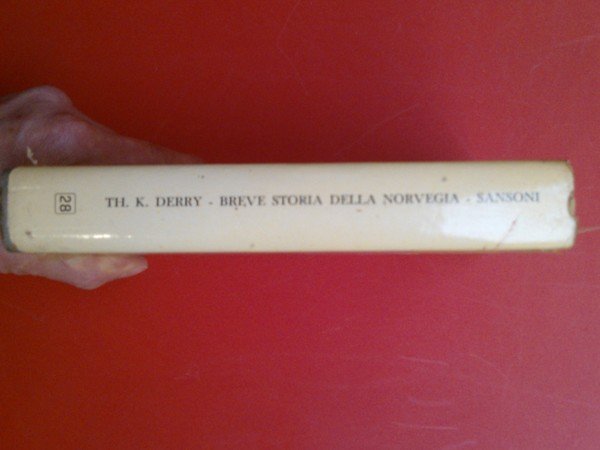 28
TH. K. DERRY - BREVE STORIA DELLA NORVEGIA - SANSONI